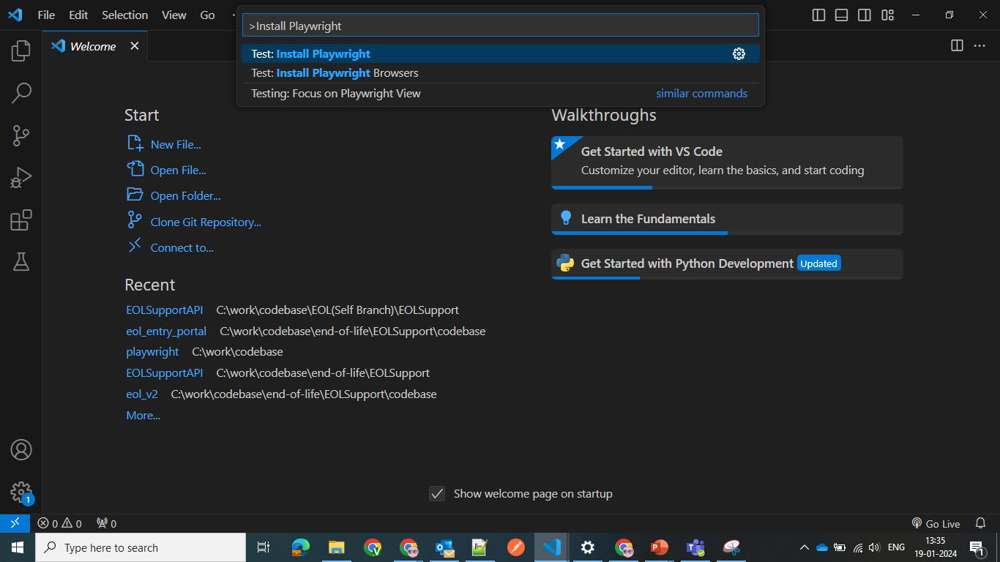 File Edit Selection View Go ·
>Install Playwright
Test: Install Playwright
Test: Install Playwright Browsers
Testing: Focus on Playwright View similar commands
Welcome
Start
New File...
Open File...
Open Folder...
Clone Git Repository...
Connect to...
Recent
EOLSupportAPI C:\work\codebase\EOL(Self Branch)\EOLSupport
eol_entry_portal C:\work\codebase\end-of-life\EOLSupport\codebase
playwright C:\work\codebase
EOLSupportAPI C:\work\codebase\end-of-life\EOLSupport
eol_v2 C:\work\codebase\end-of-life\EOLSupport\codebase
More...
Walkthroughs
Get Started with VS Code
Customize your editor, learn the basics, and start coding
Learn the Fundamentals
Get Started with Python Development Updated
Show welcome page on startup
1
0 0 0 Go Live
Type here to search
ENG
13:35
19-01-2024
1